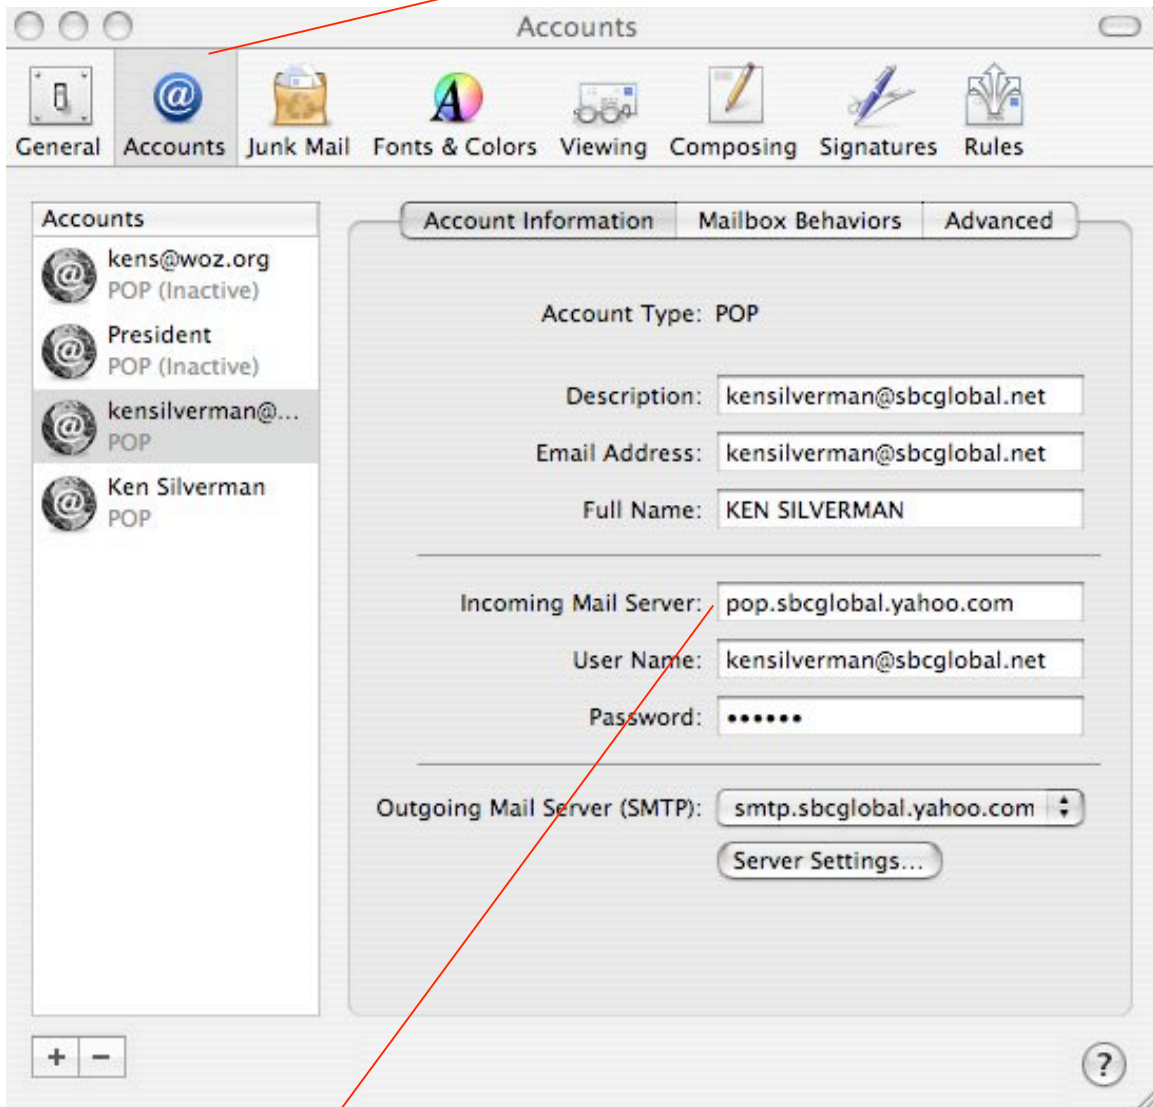 Accounts
General Accounts Junk Mail Fonts & Colors Viewing Composing Signatures Rules
Accounts
kens@woz.org
POP (Inactive)
President
POP (Inactive)
kensilverman@...
POP
Ken Silverman
POP
Account Information Mailbox Behaviors Advanced
Account Type: POP
Description: kensilverman@sbcglobal.net
Email Address: kensilverman@sbcglobal.net
Full Name: KEN SILVERMAN
Incoming Mail Server: pop.sbcglobal.yahoo.com
User Name: kensilverman@sbcglobal.net
Password: ••••••
Outgoing Mail Server (SMTP): smtp.sbcglobal.yahoo.com
Server Settings...
+ − ?